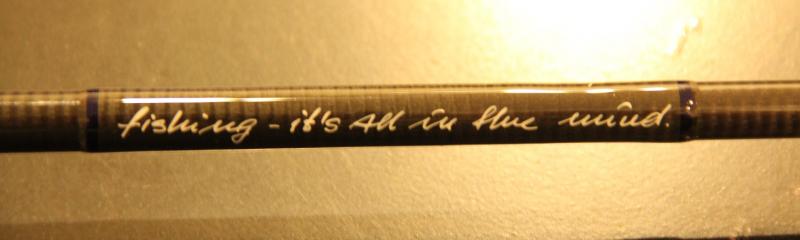 fishing - it's All in the mind.